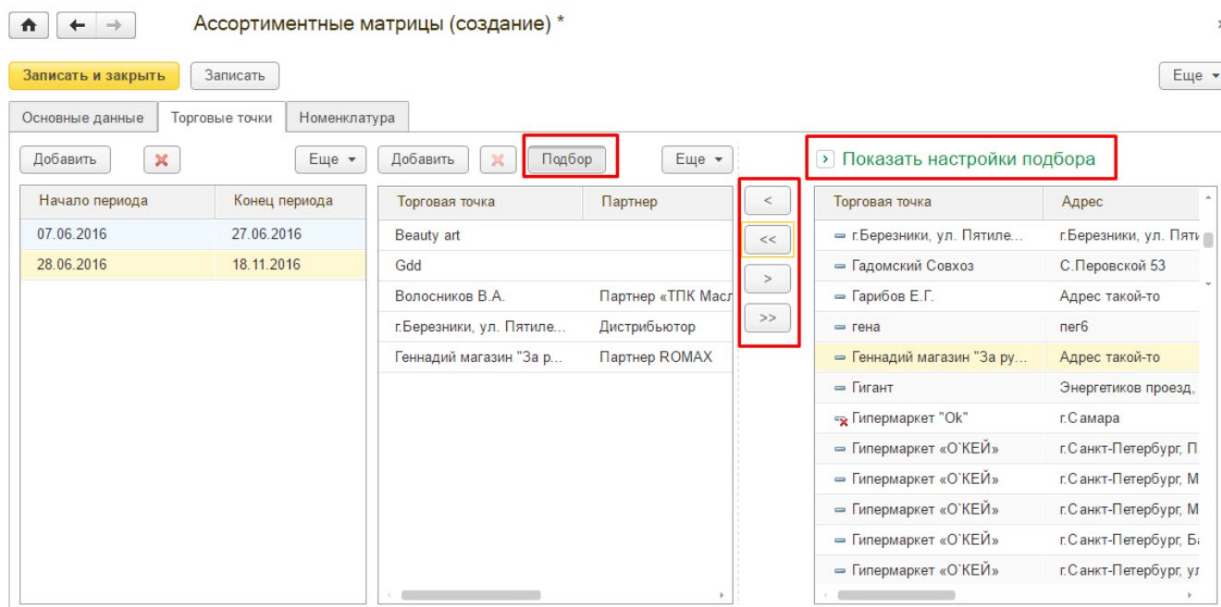 Ассортиментные матрицы (создание) *
Записать и закрыть Записать Еще
Основные данные Торговые точки Номенклатура
Добавить Еще Добавить Подбор Еще Показать настройки подбора
Начало периода Конец периода Торговая точка Партнер < Торговая точка Адрес
07.06.2016 27.06.2016 Beauty art << г.Березники, ул. Пятиле... г.Березники, ул. Пяти
28.06.2016 18.11.2016 Gdd > Гадомский Совхоз С.Перовской 53
Волосников В.А. Партнер «ТПК Масл >> Гарибов Е.Г. Адрес такой-то
г.Березники, ул. Пятиле... Дистрибьютор гена пег6
Геннадий магазин "За р... Партнер ROMAX Геннадий магазин "За ру... Адрес такой-то
Гигант Энергетиков проезд,
Гипермаркет "Ok" г.Самара
Гипермаркет «О`КЕЙ» г.Санкт-Петербург, П
Гипермаркет «О`КЕЙ» г.Санкт-Петербург, М
Гипермаркет «О`КЕЙ» г.Санкт-Петербург, М
Гипермаркет «О`КЕЙ» г.Санкт-Петербург, Ба
Гипермаркет «О`КЕЙ» г.Санкт-Петербург, ул